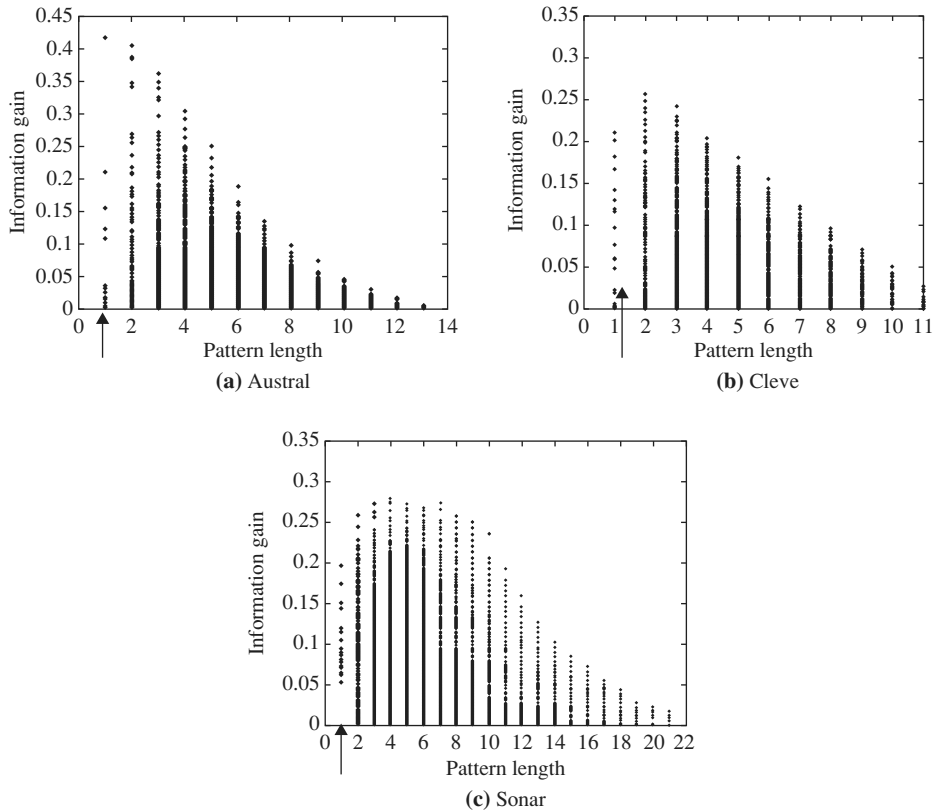 0.45
0.4
0.35
0.3
0.25
0.2
0.15
0.1
0.05
0
Information gain
0 2 4 6 8 10 12 14
Pattern length
(a) Austral
0.35
0.3
0.25
0.2
0.15
0.1
0.05
0
Information gain
0 1 2 3 4 5 6 7 8 9 10 11
Pattern length
(b) Cleve
0.35
0.3
0.25
0.2
0.15
0.1
0.05
0
Information gain
0 2 4 6 8 10 12 14 16 18 20 22
Pattern length
(c) Sonar